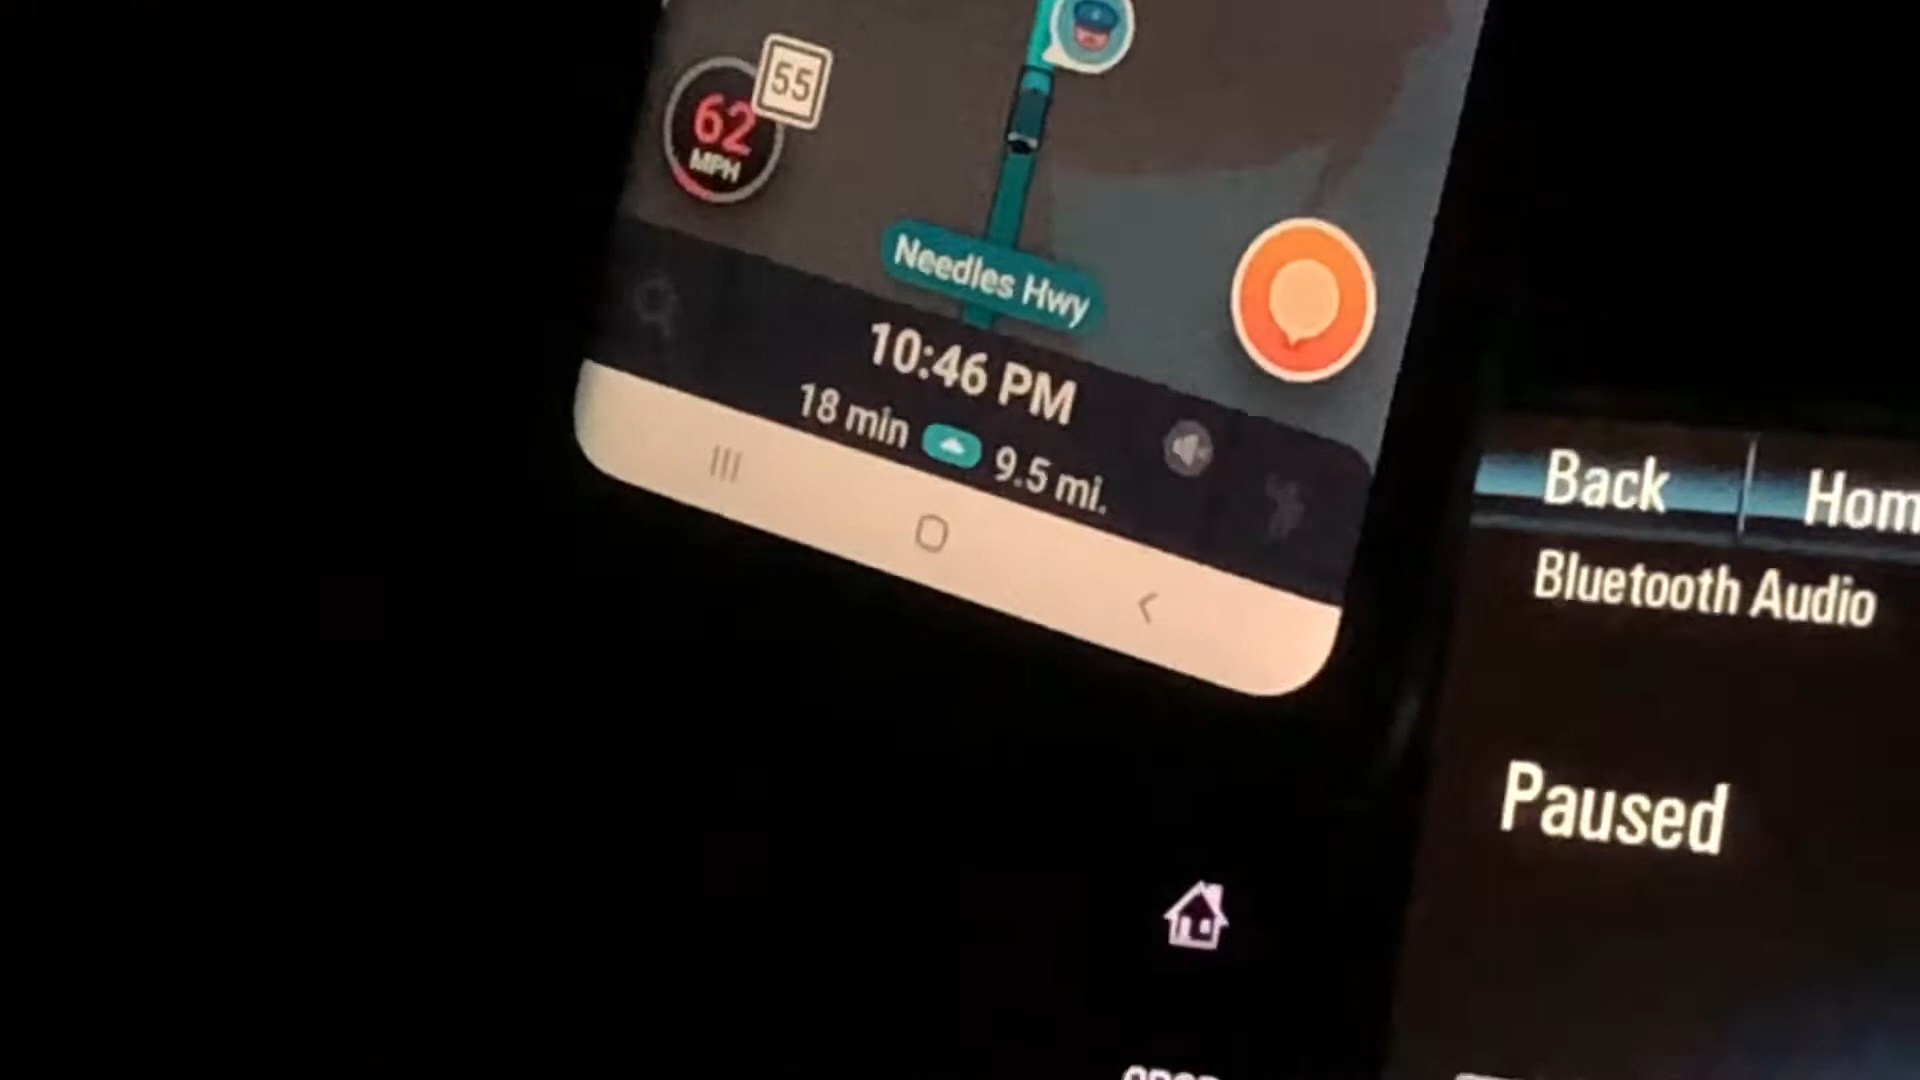 55
62
MPH
Needles Hwy
10:46 PM
18 min 9.5 mi.
Back
Bluetooth Audio
Paused